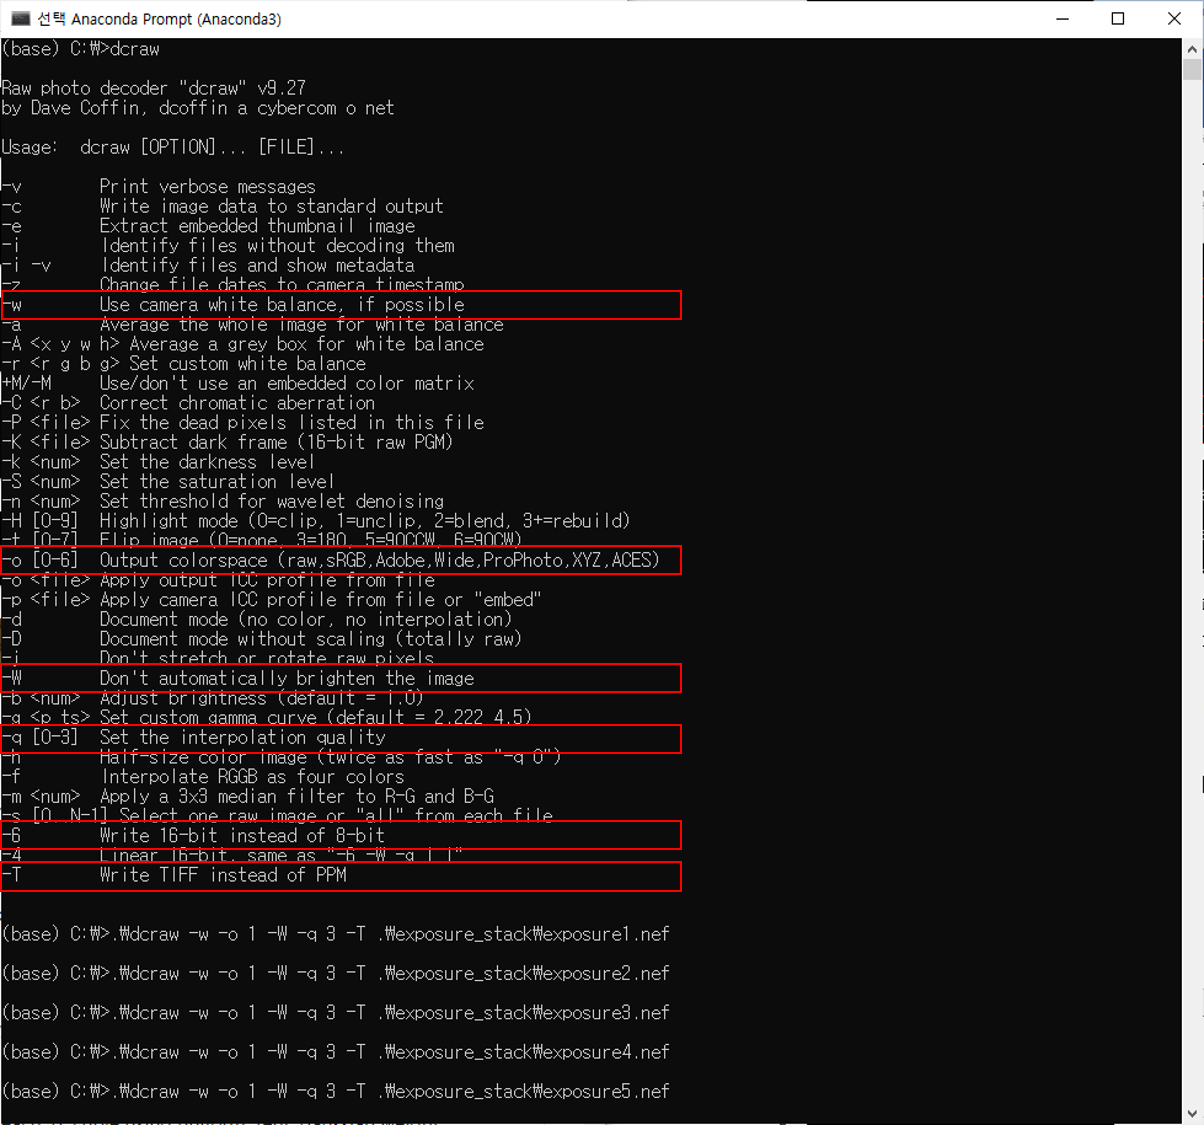 선택 Anaconda Prompt (Anaconda3)
(base) C:\>dcraw
Raw photo decoder "dcraw" v9.27
by Dave Coffin, dcoffin a cybercom o net
Usage:  dcraw [OPTION]... [FILE]...
-v        Print verbose messages
-c        Write image data to standard output
-e        Extract embedded thumbnail image
-i        Identify files without decoding them
-i -v     Identify files and show metadata
-z        Change file dates to camera timestamp
-w        Use camera white balance, if possible
-a        Average the whole image for white balance
-A <x y w h> Average a grey box for white balance
-r <r g b g> Set custom white balance
+M/-M     Use/don't use an embedded color matrix
-C <r b>  Correct chromatic aberration
-P <file> Fix the dead pixels listed in this file
-K <file> Subtract dark frame (16-bit raw PGM)
-k <num>  Set the darkness level
-S <num>  Set the saturation level
-n <num>  Set threshold for wavelet denoising
-H [0-9]  Highlight mode (0=clip, 1=unclip, 2=blend, 3+=rebuild)
-t [0-7]  Flip image (0=none, 3=180, 5=90CCW, 6=90CW)
-o [0-6]  Output colorspace (raw,sRGB,Adobe,Wide,ProPhoto,XYZ,ACES)
-o <file> Apply output ICC profile from file
-p <file> Apply camera ICC profile from file or "embed"
-d        Document mode (no color, no interpolation)
-D        Document mode without scaling (totally raw)
-j        Don't stretch or rotate raw pixels
-W        Don't automatically brighten the image
-b <num>  Adjust brightness (default = 1.0)
-g <p ts> Set custom gamma curve (default = 2.222 4.5)
-q [0-3]  Set the interpolation quality
-h        Half-size color image (twice as fast as "-q 0")
-f        Interpolate RGGB as four colors
-m <num>  Apply a 3x3 median filter to R-G and B-G
-s [0..N-1] Select one raw image or "all" from each file
-6        Write 16-bit instead of 8-bit
-4        Linear 16-bit, same as "-6 -W -g 1 1"
-T        Write TIFF instead of PPM
(base) C:₩>.₩dcraw -w -o 1 -W -q 3 -T .₩exposure_stack₩exposure1.nef
(base) C:₩>.₩dcraw -w -o 1 -W -q 3 -T .₩exposure_stack₩exposure2.nef
(base) C:₩>.₩dcraw -w -o 1 -W -q 3 -T .₩exposure_stack₩exposure3.nef
(base) C:₩>.₩dcraw -w -o 1 -W -q 3 -T .₩exposure_stack₩exposure4.nef
(base) C:₩>.₩dcraw -w -o 1 -W -q 3 -T .₩exposure_stack₩exposure5.nef